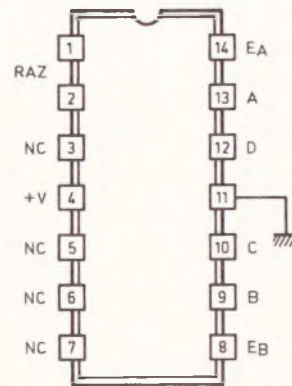 1 14 EA
RAZ
2 13 A
NC 3 12 D
+V 4 11
NC 5 10 C
NC 6 9 B
NC 7 8 EB